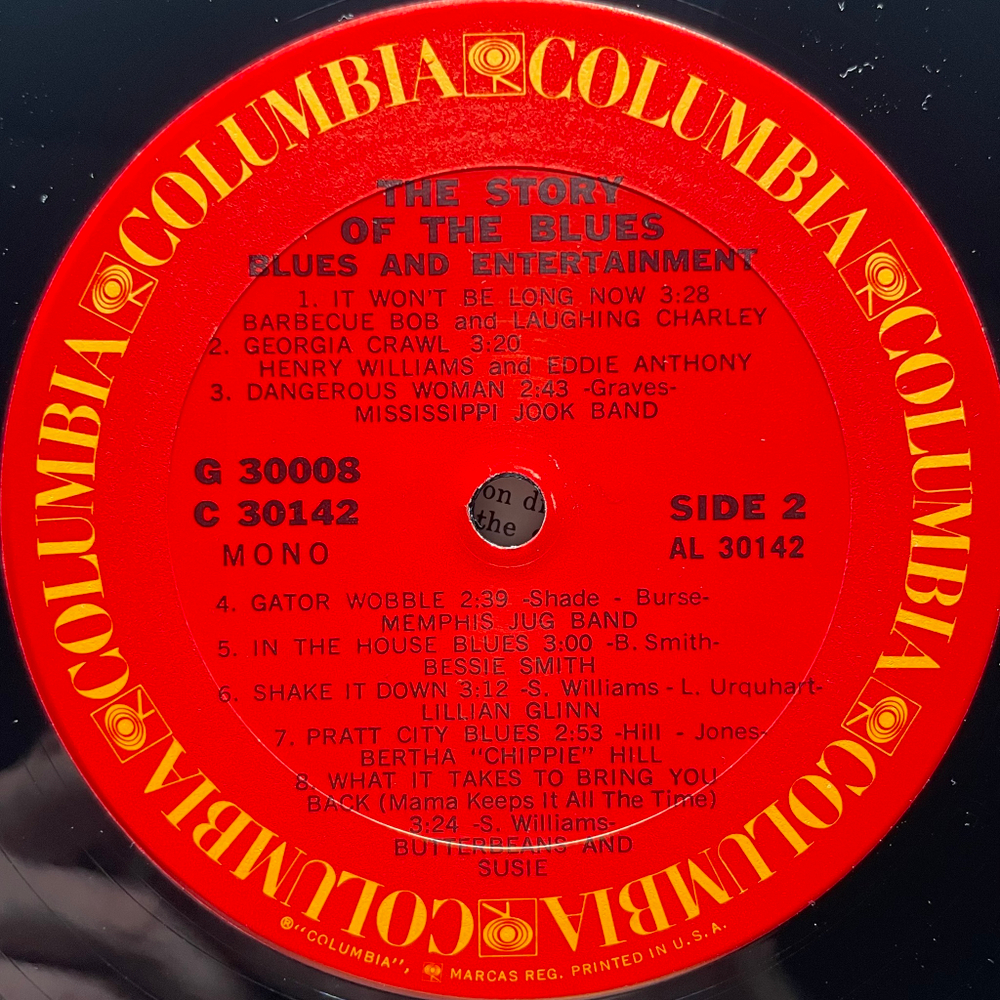 COLUMBIA COLUMBIA COLUMBIA COLUMBIA COLUMBIA COLUMBIA
THE STORY
OF THE BLUES
BLUES AND ENTERTAINMENT
1. IT WON'T BE LONG NOW 3:28
BARBECUE BOB and LAUGHING CHARLEY
2. GEORGIA CRAWL 3:20
HENRY WILLIAMS and EDDIE ANTHONY
3. DANGEROUS WOMAN 2:43 -Graves-
MISSISSIPPI JOOK BAND
G 30008
C 30142
MONO
on
the
SIDE 2
AL 30142
4. GATOR WOBBLE 2:39 -Shade - Burse-
MEMPHIS JUG BAND
5. IN THE HOUSE BLUES 3:00 -B. Smith-
BESSIE SMITH
6. SHAKE IT DOWN 3:12 -S. Williams - L. Urquhart-
LILLIAN GLINN
7. PRATT CITY BLUES 2:53 -Hill - Jones-
BERTHA "CHIPPIE" HILL
8. WHAT IT TAKES TO BRING YOU
BACK (Mama Keeps It All The Time)
3:24 -S. Williams-
BUTTERBEANS AND
SUSIE
®"COLUMBIA", MARCAS REG. PRINTED IN U.S.A.